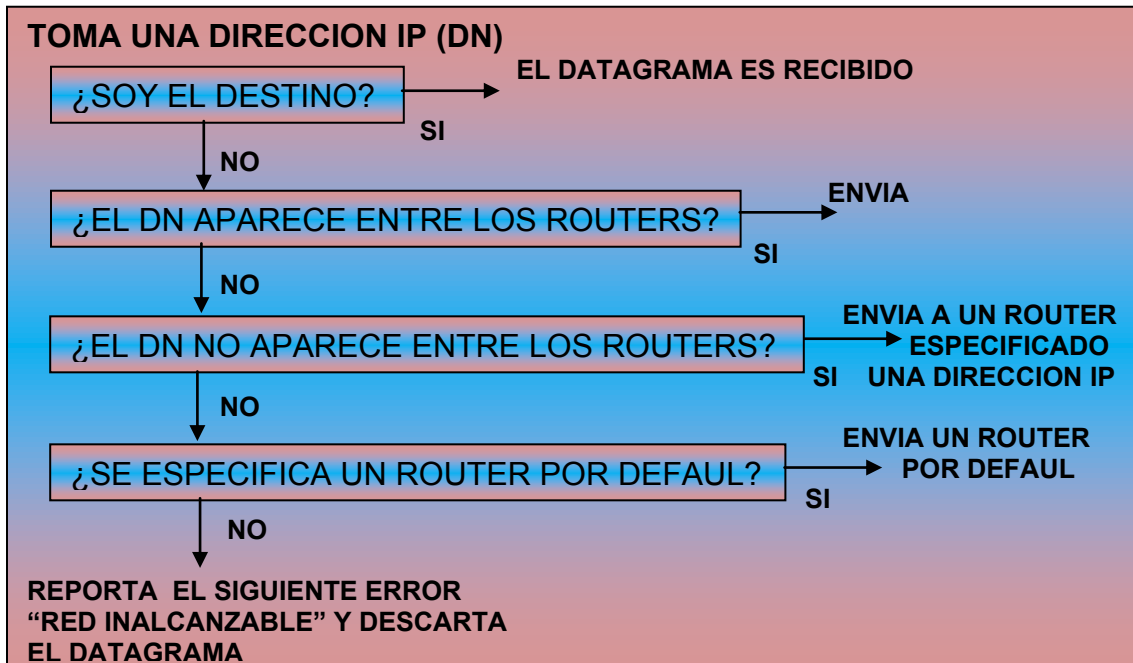 TOMA UNA DIRECCION IP (DN)
EL DATAGRAMA ES RECIBIDO
¿SOY EL DESTINO?
SI
NO
ENVIA
¿EL DN APARECE ENTRE LOS ROUTERS?
SI
NO
ENVIA A UN ROUTER
ESPECIFICADO
UNA DIRECCION IP
¿EL DN NO APARECE ENTRE LOS ROUTERS?
SI
NO
ENVIA UN ROUTER
POR DEFAUL
¿SE ESPECIFICA UN ROUTER POR DEFAUL?
SI
NO
REPORTA EL SIGUIENTE ERROR
“RED INALCANZABLE” Y DESCARTA
EL DATAGRAMA